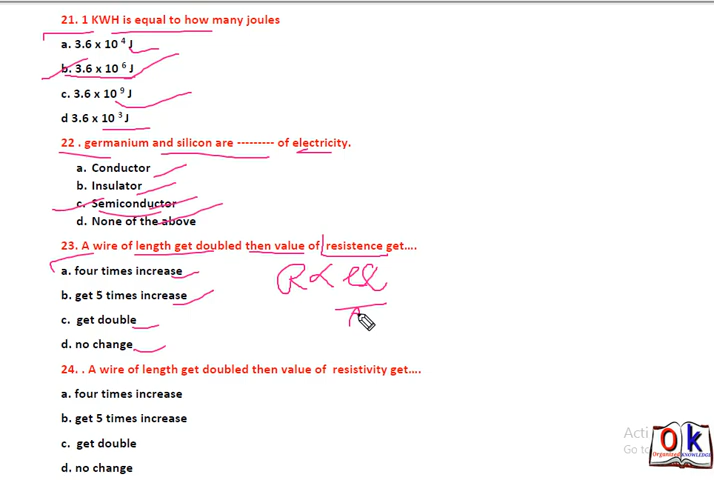 21. 1 KWH is equal to how many joules
a. 3.6 x 10 4 J
b. 3.6 x 10 6 J
c. 3.6 x 10 9 J
d 3.6 x 10 3 J
22 . germanium and silicon are --------- of electricity.
a. Conductor
b. Insulator
c. Semiconductor
d. None of the above
23. A wire of length get doubled then value of resistence get....
a. four times increase
b. get 5 times increase
c. get double
d. no change
R ∝
24. . A wire of length get doubled then value of resistivity get....
a. four times increase
b. get 5 times increase
c. get double
d. no change
Acti
Go to
Ok
Organized KNOWLEDGE